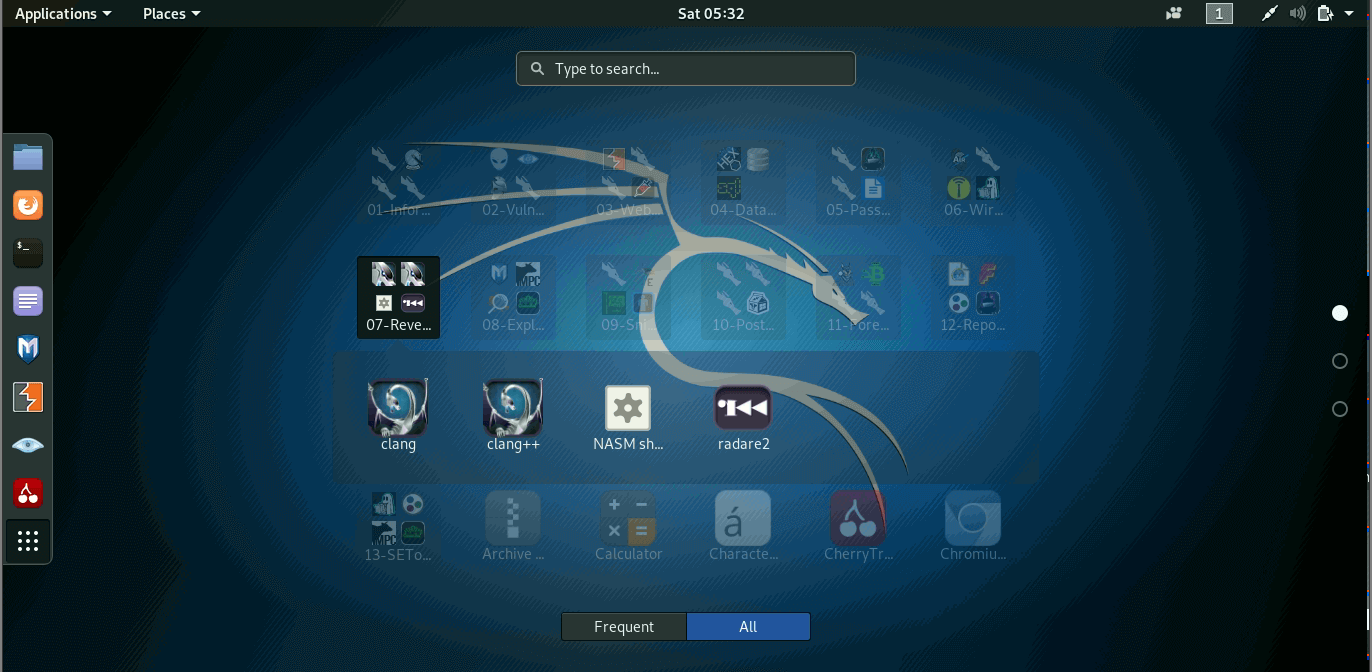 Applications Places Sat 05:32 1
Type to search...
01-Infor... 02-Vuln... 03-Web... 04-Data... 05-Pass... 06-Wir...
07-Reve... 08-Expl... 09-Sni... 10-Post... 11-Fore... 12-Repo...
clang clang++ NASM sh... radare2
13-SETo... Archive ... Calculator Characte... CherryTr... Chromiu...
Frequent All